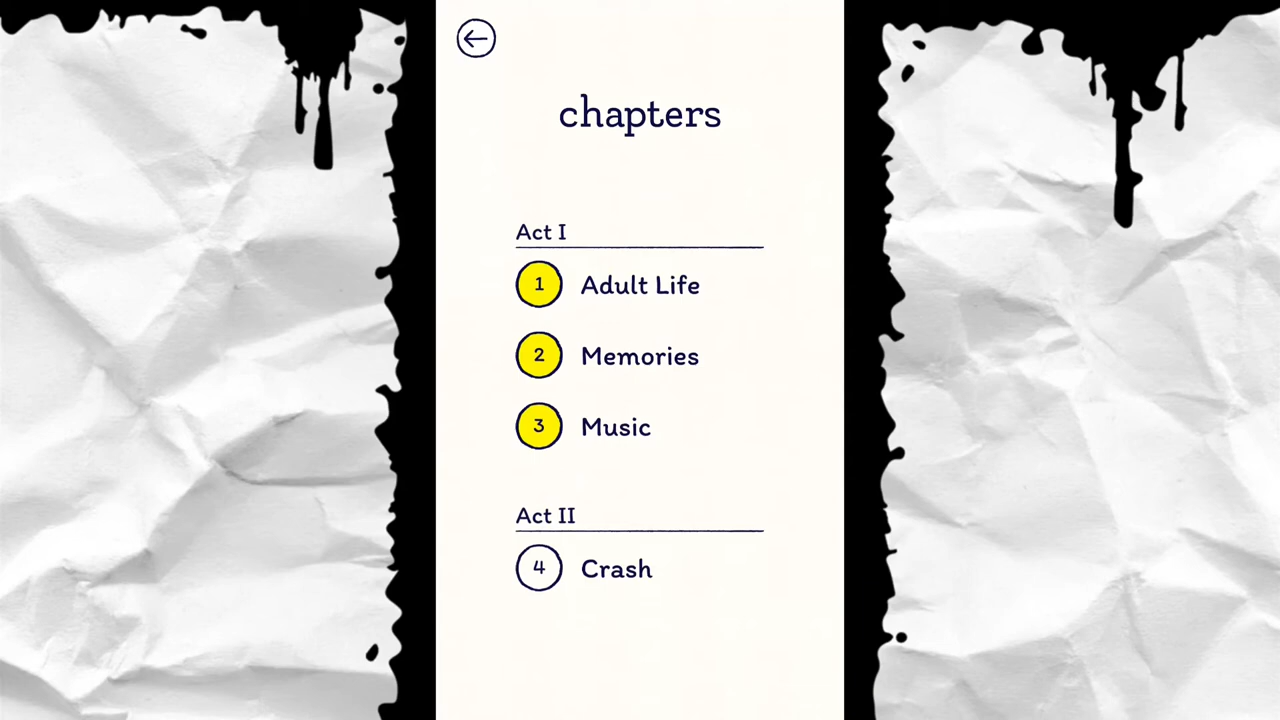 chapters
Act I
1 Adult Life
2 Memories
3 Music
Act II
4 Crash